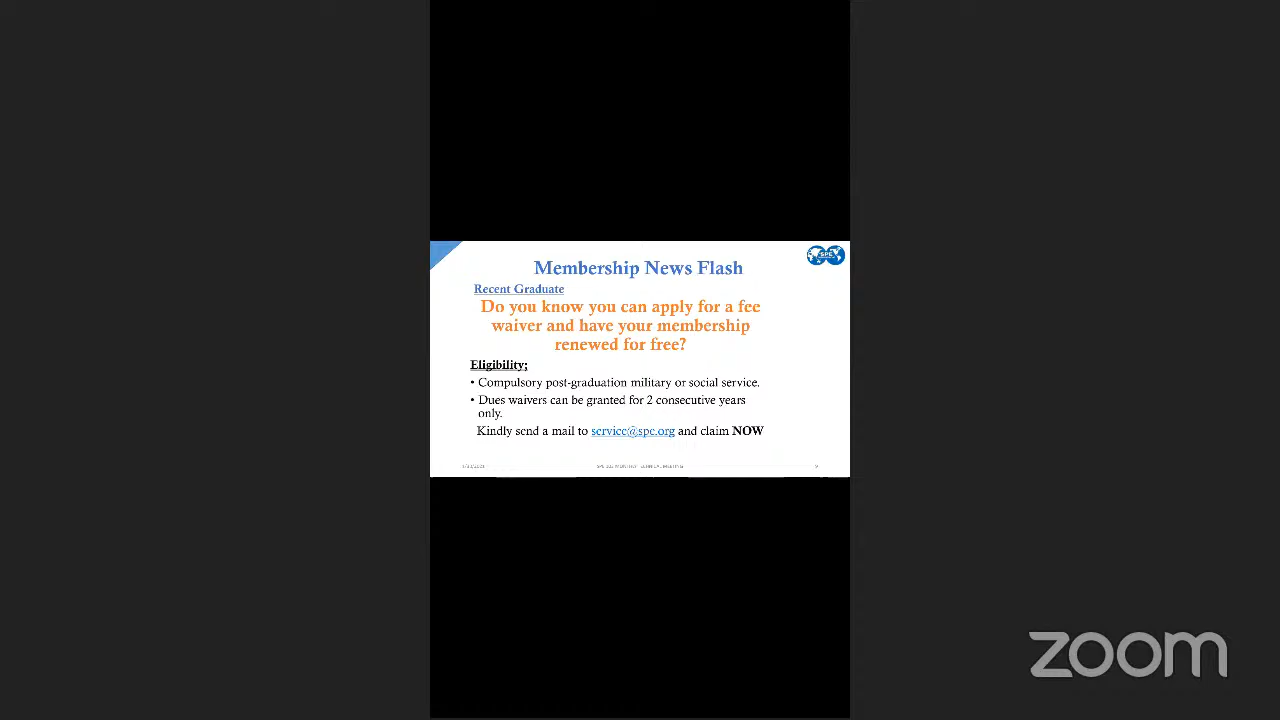 SPE
Membership News Flash
Recent Graduate
Do you know you can apply for a fee
waiver and have your membership
renewed for free?
Eligibility;
• Compulsory post-graduation military or social service.
• Dues waivers can be granted for 2 consecutive years
only.
Kindly send a mail to service@spe.org and claim NOW
9
zoom